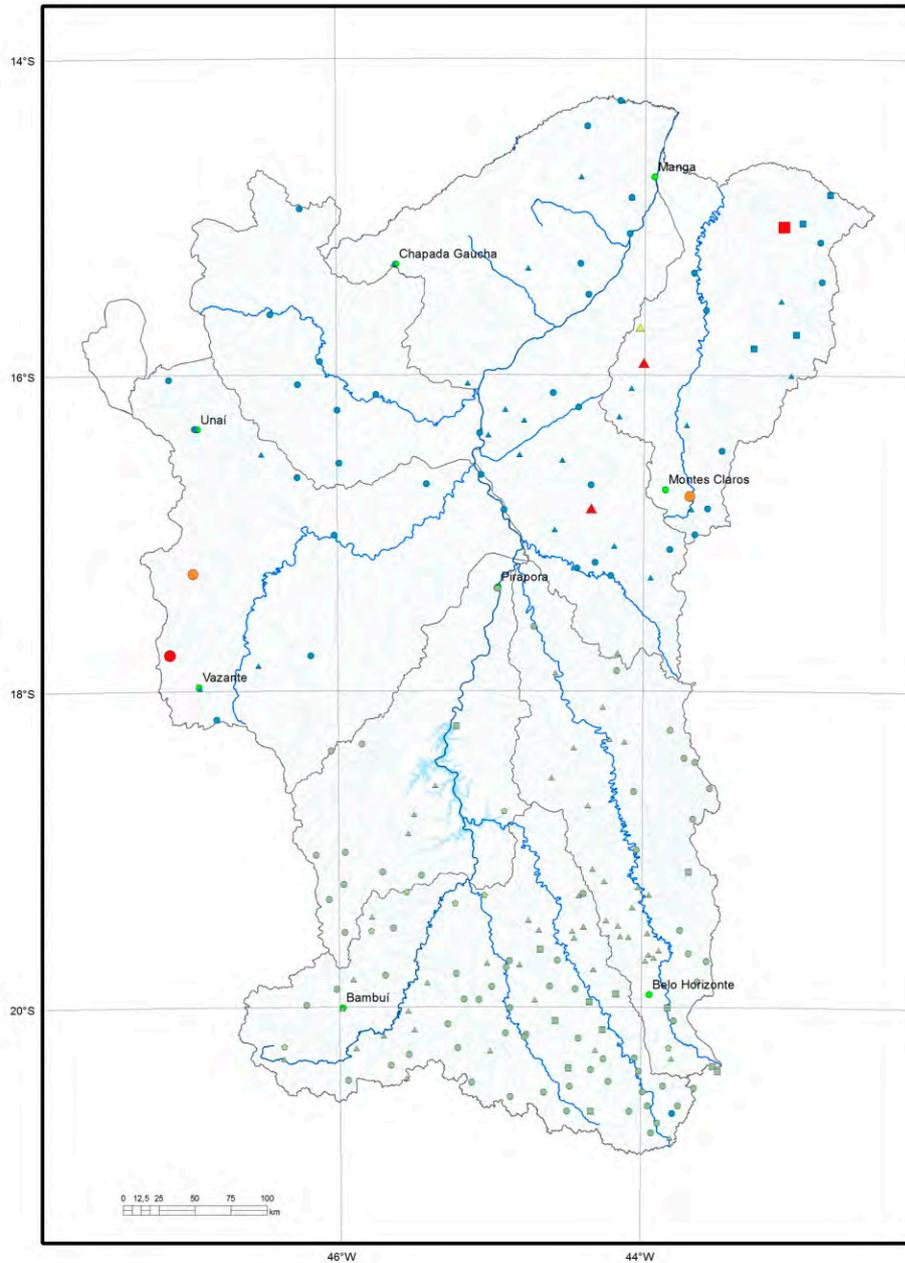 14°S
Manga
Chapada Gaúcha
16°S
Unaí
Montes Claros
Pirapora
Vazante
18°S
Belo Horizonte
Bambuí
20°S
0 12,5 25 50 75 100
km
46°W 44°W